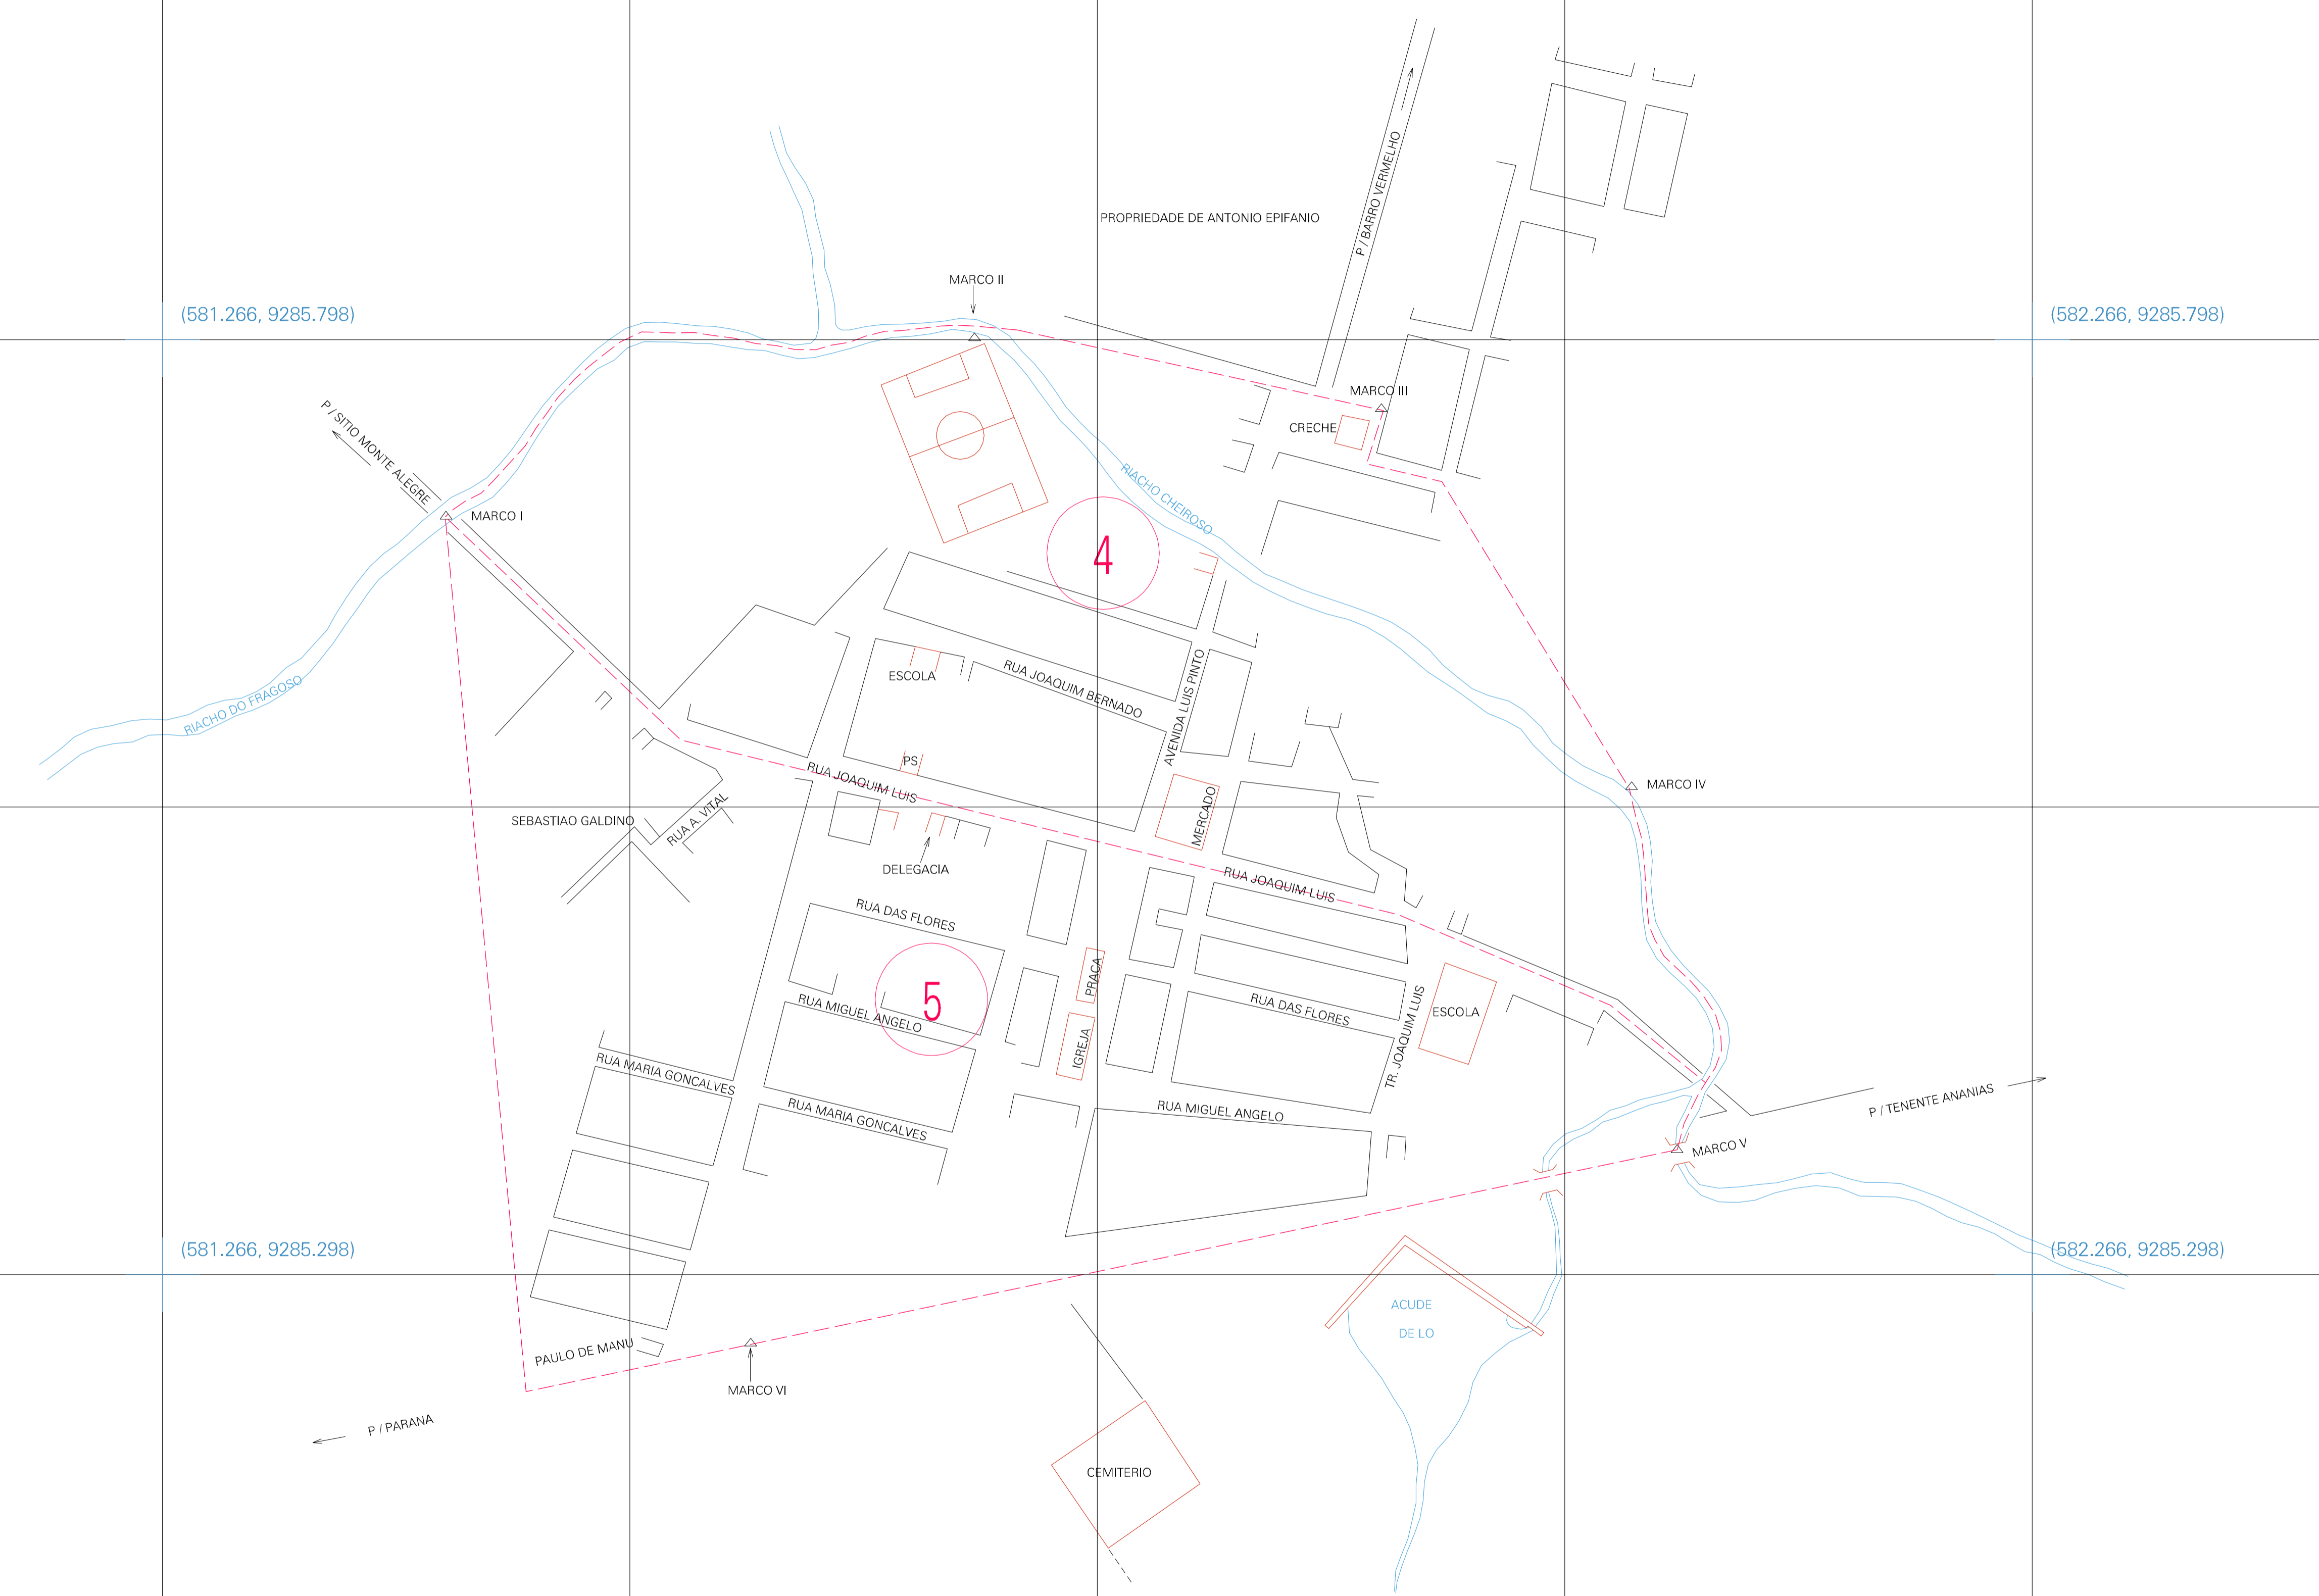 P / BARRO VERMELHO
PROPRIEDADE DE ANTONIO EPIFANIO
MARCO II
(581.266, 9285.798)
(582.266, 9285.798)
MARCO III
CRECHE
P / SITIO MONTE ALEGRE
MARCO I
RIACHO CHEIROSO
4
RIACHO DO FRAGOSO
ESCOLA
RUA JOAQUIM BERNADO
AVENIDA LUIS PINTO
PS
RUA JOAQUIM LUIS
MARCO IV
SEBASTIAO GALDINO
RUA A. VITAL
MERCADO
DELEGACIA
RUA JOAQUIM LUIS
RUA DAS FLORES
PRACA
5
RUA MIGUEL ANGELO
RUA DAS FLORES
TR. JOAQUIM LUIS
ESCOLA
IGREJA
RUA MARIA GONCALVES
RUA MARIA GONCALVES
RUA MIGUEL ANGELO
P / TENENTE ANANIAS
MARCO V
(581.266, 9285.298)
(582.266, 9285.298)
ACUDE
DE LO
PAULO DE MANU
MARCO VI
P / PARANA
CEMITERIO